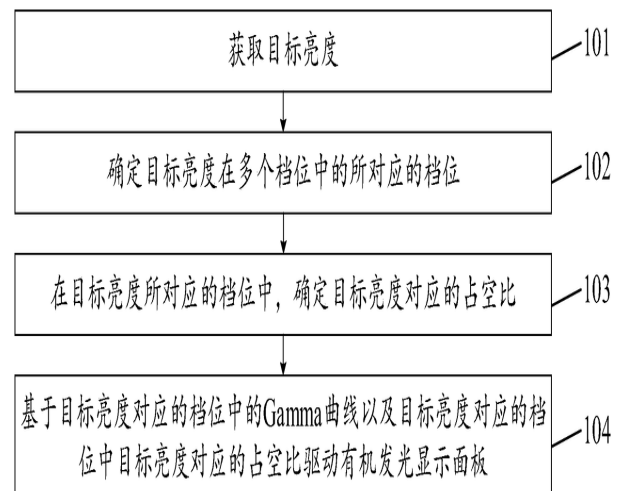 获取目标亮度
101
确定目标亮度在多个档位中的所对应的档位
102
在目标亮度所对应的档位中，确定目标亮度对应的占空比
103
基于目标亮度对应的档位中的Gamma曲线以及目标亮度对应的档
位中目标亮度对应的占空比驱动有机发光显示面板
104